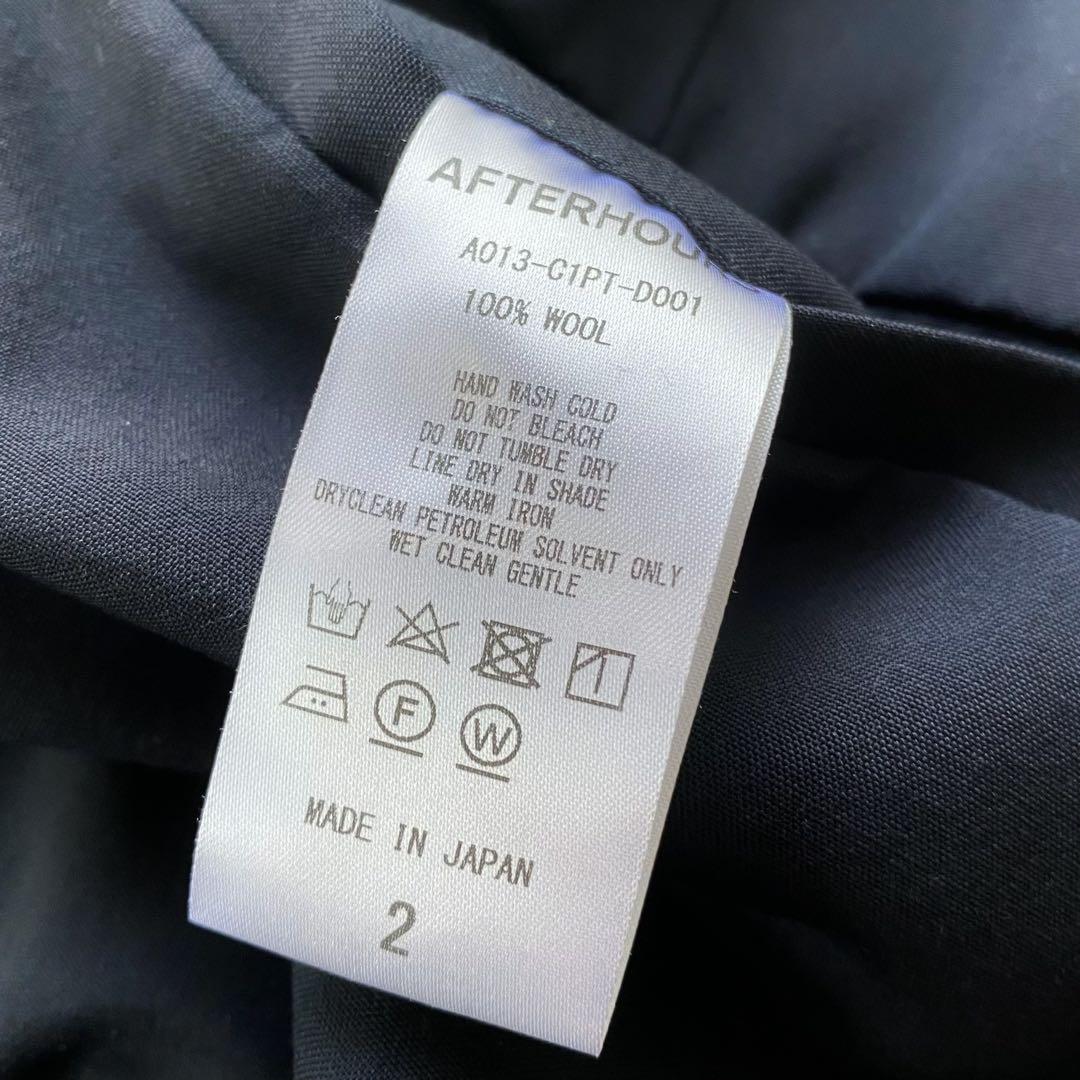 AFTERHOU
A013-C1PT-D001
100% WOOL
HAND WASH COLD
DO NOT BLEACH
DO NOT TUMBLE DRY
LINE DRY IN SHADE
WARM IRON
DRYCLEAN PETROLEUM SOLVENT ONLY
WET CLEAN GENTLE
F
W
MADE IN JAPAN
2